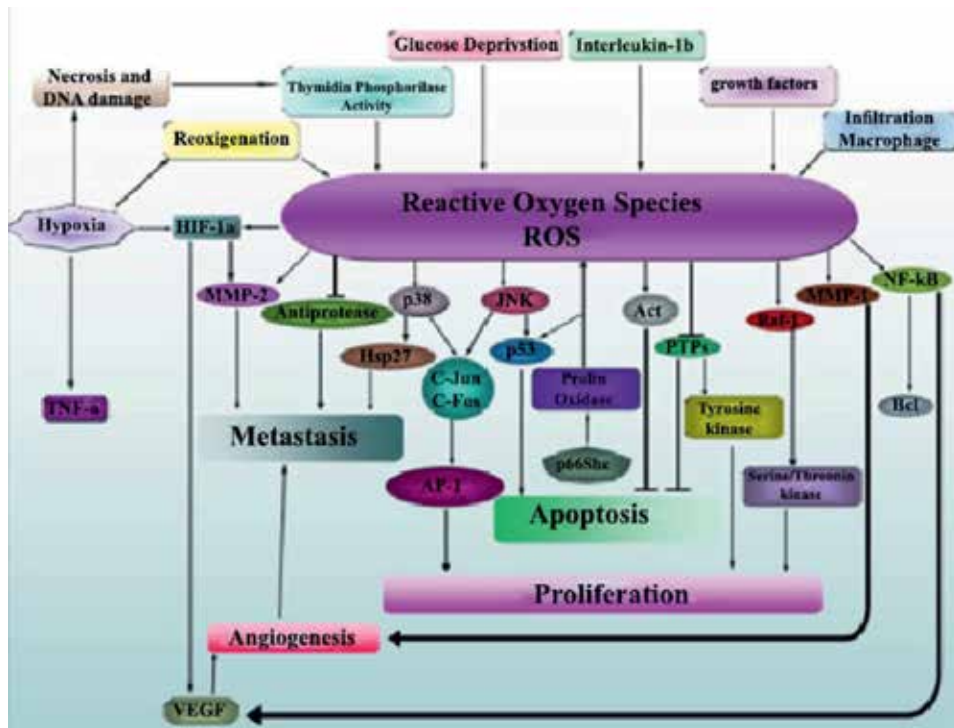 Glucose Deprivstion
Interleukin-1b
Necrosis and
DNA damage
Thymidin Phosphorilase
Activity
growth factors
Infiltration
Macrophage
Reoxigenation
Reactive Oxygen Species
ROS
Hypoxia
HIF-1a
NF-kB
MMP-2
p38
JNK
MMP-1
Antiprotease
Act
Raf-1
Hsp27
p53
PTPs
C-Jun
C-Fos
Prolin
Oxidase
TNF-a
Tyrosine
kinase
Bcl
Metastasis
p66Shc
AP-1
Serine/Threonin
kinase
Apoptosis
Proliferation
Angiogenesis
VEGF